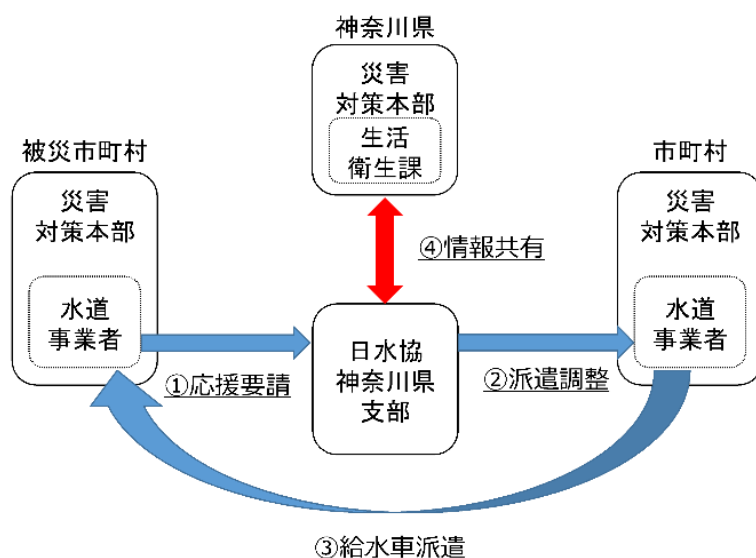 神奈川県
災害
対策本部
生活
衛生課
被災市町村
災害
対策本部
水道
事業者
市町村
災害
対策本部
水道
事業者
④情報共有
日水協
神奈川県
支部
①応援要請
②派遣調整
③給水車派遣